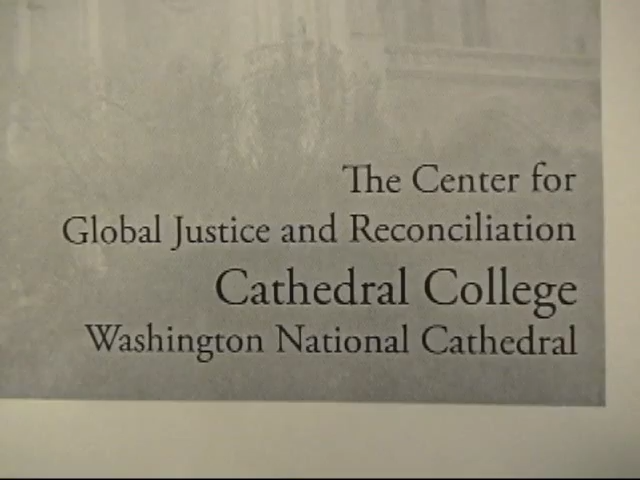 The Center for
Global Justice and Reconciliation
Cathedral College
Washington National Cathedral